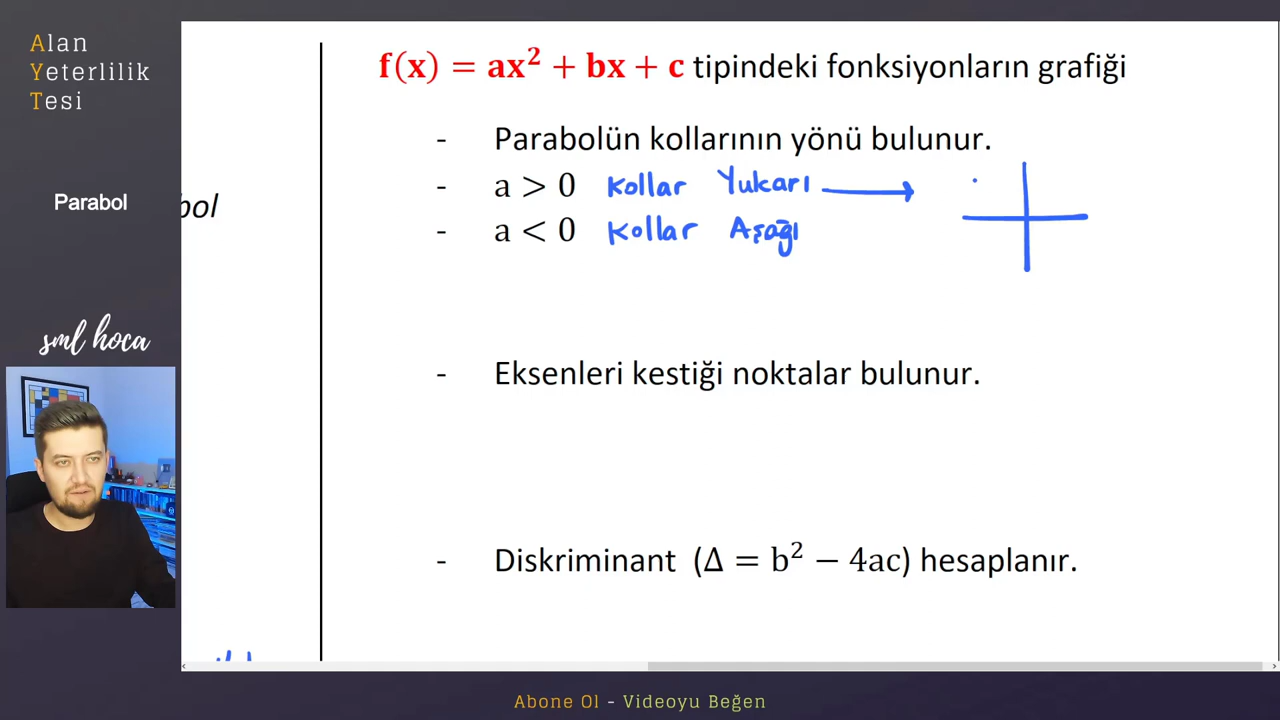 Alan
Yeterlilik
Tesi
Parabol
bol
sml hoca
f(x) = ax² + bx + c tipindeki fonksiyonların grafiği
- Parabolün kollarının yönü bulunur.
- a > 0 Kollar Yukarı
- a < 0 Kollar Aşağı
- Eksenleri kestiği noktalar bulunur.
- Diskriminant (Δ = b² − 4ac) hesaplanır.
Abone Ol - Videoyu Beğen